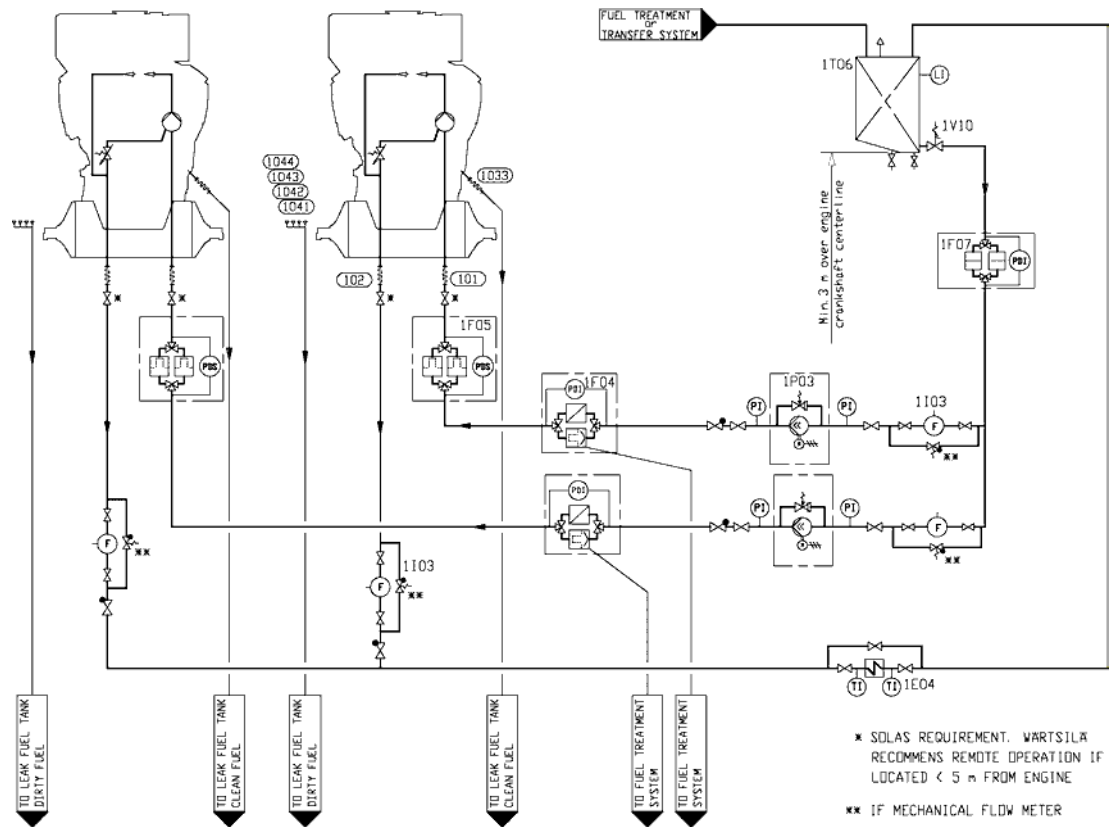 FUEL TREATMENT
or
TRANSFER SYSTEM
1T06
LI
1V10
1044
1043
1042
1041
1033
Min. 3 m over engine
crankshaft centerline
1F07
PDI
102
101
1F05
PDS
PDS
1F04
PDI
1P03
PI
PI
1I03
F
**
PDI
PI
PI
F
**
F
**
1I03
F
**
TI
TI
1E04
TO LEAK FUEL TANK
DIRTY FUEL
TO LEAK FUEL TANK
CLEAN FUEL
TO LEAK FUEL TANK
DIRTY FUEL
TO LEAK FUEL TANK
CLEAN FUEL
TO FUEL TREATMENT
SYSTEM
TO FUEL TREATMENT
SYSTEM
* SOLAS REQUIREMENT. WÄRTSILÄ
RECOMMENS REMOTE OPERATION IF
LOCATED < 5 m FROM ENGINE
** IF MECHANICAL FLOW METER